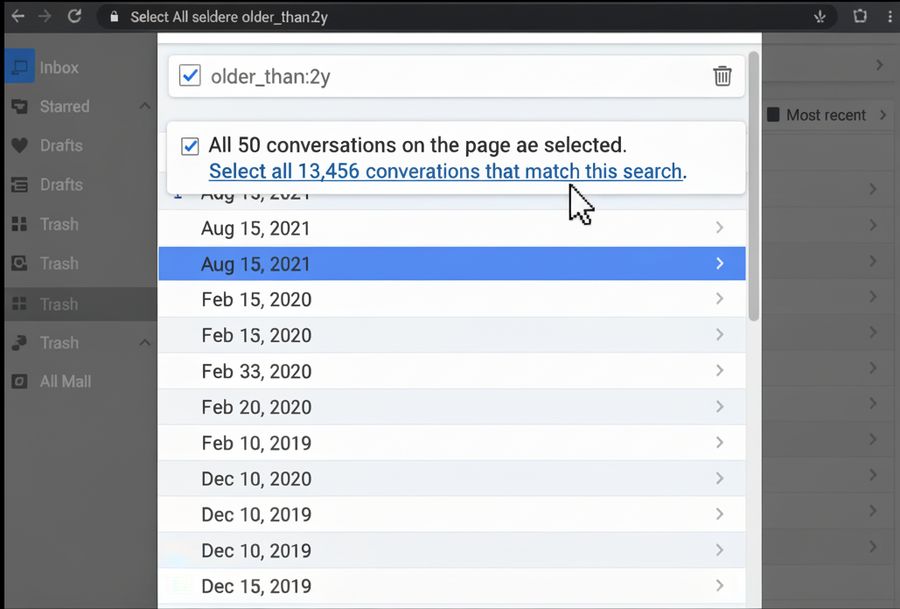 Select All seldere older_than:2y
Inbox
Starred
Drafts
Drafts
Trash
Trash
Trash
Trash
All Mall
older_than:2y
All 50 conversations on the page ae selected.
Select all 13,456 converations that match this search.
Aug 15, 2021
Aug 15, 2021
Feb 15, 2020
Feb 15, 2020
Feb 33, 2020
Feb 20, 2020
Feb 10, 2019
Dec 10, 2020
Dec 10, 2019
Dec 10, 2019
Dec 15, 2019
Most recent